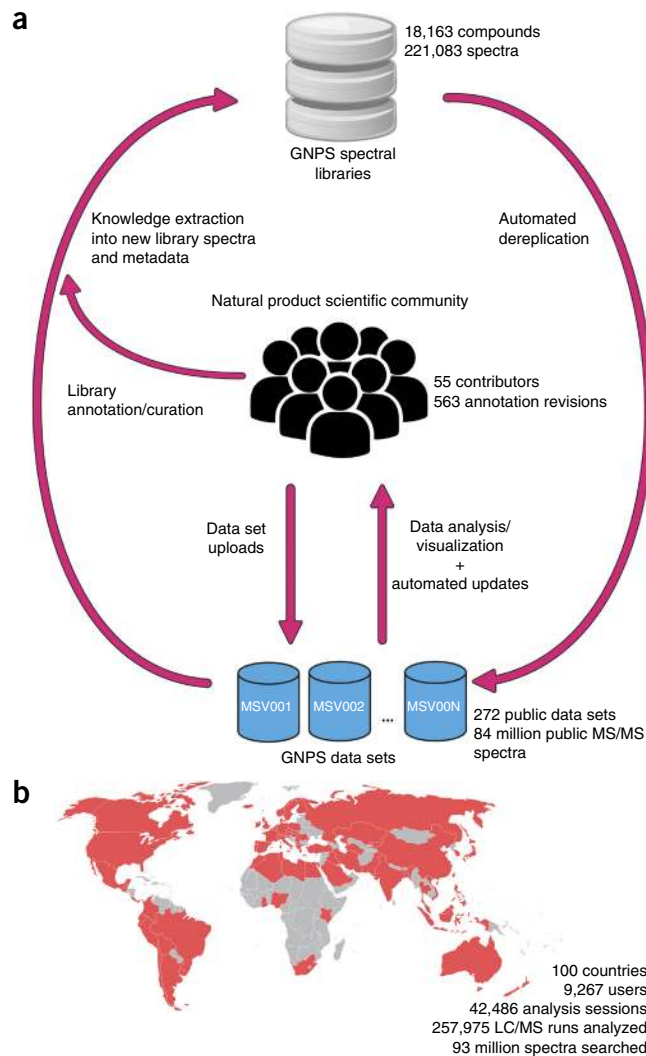 a
18,163 compounds
221,083 spectra
GNPS spectral
libraries
Knowledge extraction
into new library spectra
and metadata
Automated
dereplication
Natural product scientific community
Library
annotation/curation
55 contributors
563 annotation revisions
Data set
uploads
Data analysis/
visualization
+
automated updates
MSV001
MSV002
...
MSV00N
GNPS data sets
272 public data sets
84 million public MS/MS
spectra
b
100 countries
9,267 users
42,486 analysis sessions
257,975 LC/MS runs analyzed
93 million spectra searched